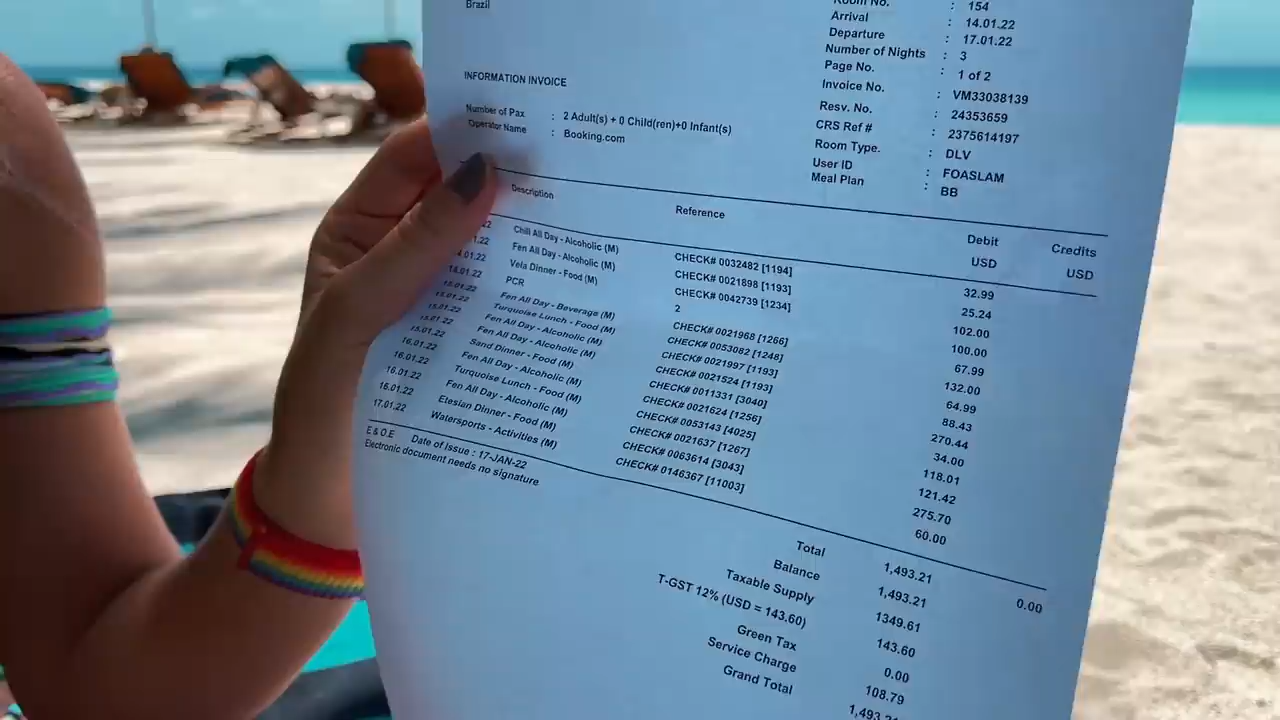 Brazil
Room No. : 154
Arrival : 14.01.22
Departure : 17.01.22
Number of Nights : 3
Page No. : 1 of 2
INFORMATION INVOICE
Invoice No. : VM33038139
Number of Pax : 2 Adult(s) + 0 Child(ren)+0 Infant(s)
Resv. No. : 24353659
Operator Name : Booking.com
CRS Ref # : 2375614197
Room Type. : DLV
User ID : FOASLAM
Meal Plan : BB
Description Reference Debit Credits
USD USD
Chill All Day - Alcoholic (M) CHECK# 0032482 [1194] 32.99
Fen All Day - Alcoholic (M) CHECK# 0021898 [1193] 25.24
Vela Dinner - Food (M) CHECK# 0042739 [1234] 102.00
PCR 2 100.00
Fen All Day - Beverage (M) CHECK# 0021968 [1266] 67.99
15.01.22 Turquoise Lunch - Food (M) CHECK# 0053082 [1248] 132.00
15.01.22 Fen All Day - Alcoholic (M) CHECK# 0021997 [1193] 64.99
15.01.22 Fen All Day - Alcoholic (M) CHECK# 0021524 [1193] 88.43
15.01.22 Sand Dinner - Food (M) CHECK# 0011331 [3040] 270.44
16.01.22 Fen All Day - Alcoholic (M) CHECK# 0021624 [1256] 34.00
16.01.22 Turquoise Lunch - Food (M) CHECK# 0053143 [4025] 118.01
16.01.22 Fen All Day - Alcoholic (M) CHECK# 0021637 [1267] 121.42
16.01.22 Etesian Dinner - Food (M) CHECK# 0063614 [3043] 275.70
17.01.22 Watersports - Activities (M) CHECK# 0146367 [11003] 60.00
E & O E Date of Issue : 17-JAN-22
Electronic document needs no signature
Total 1,493.21 0.00
Balance 1,493.21
Taxable Supply 1349.61
T-GST 12% (USD = 143.60) 143.60
Green Tax 0.00
Service Charge 108.79
Grand Total 1,493.21